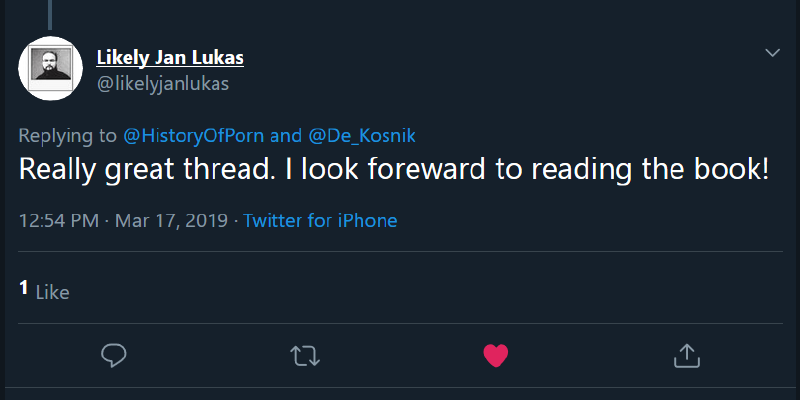 Likely Jan Lukas
@likelyjanlukas
Replying to @HistoryOfPorn and @De_Kosnik
Really great thread. I look foreward to reading the book!
12:54 PM · Mar 17, 2019 · Twitter for iPhone
1 Like